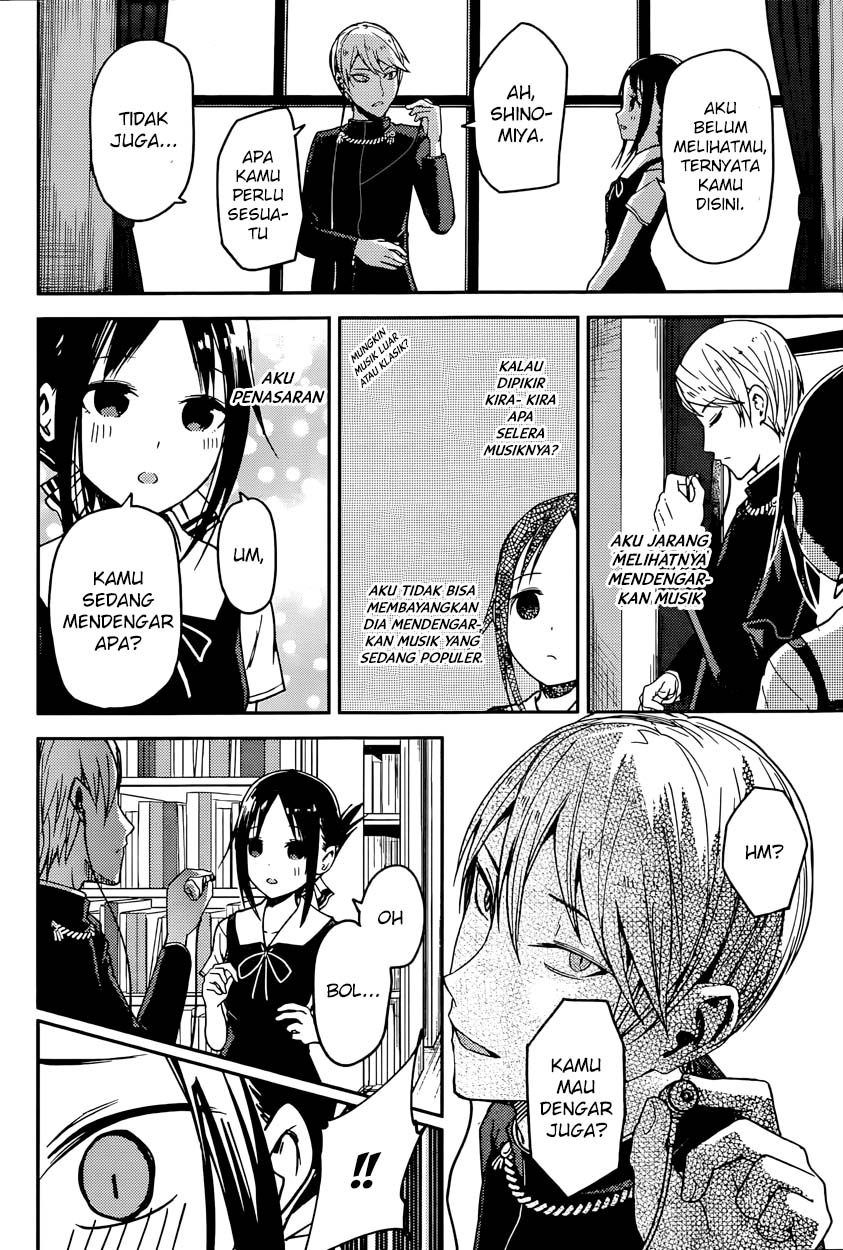 AKU
BELUM
MELIHATMU,
TERNYATA
KAMU
DISINI.
AH,
SHINO-
MIYA.
APA
KAMU
PERLU
SESUA-
TU
TIDAK
JUGA...
AKU JARANG
MELIHATNYA
MENDENGAR-
KAN MUSIK
KALAU
DIPIKIR
KIRA- KIRA
APA
SELERA
MUSIKNYA?
MUNGKIN
MUSIK LUAR
ATAU KLASIK?
AKU TIDAK BISA
MEMBAYANGKAN
DIA MENDENGAR-
KAN MUSIK YANG
SEDANG POPULER.
AKU
PENASARAN
UM,
KAMU
SEDANG
MENDENGAR
APA?
HM?
KAMU
MAU
DENGAR
JUGA?
OH
BOL...
!!